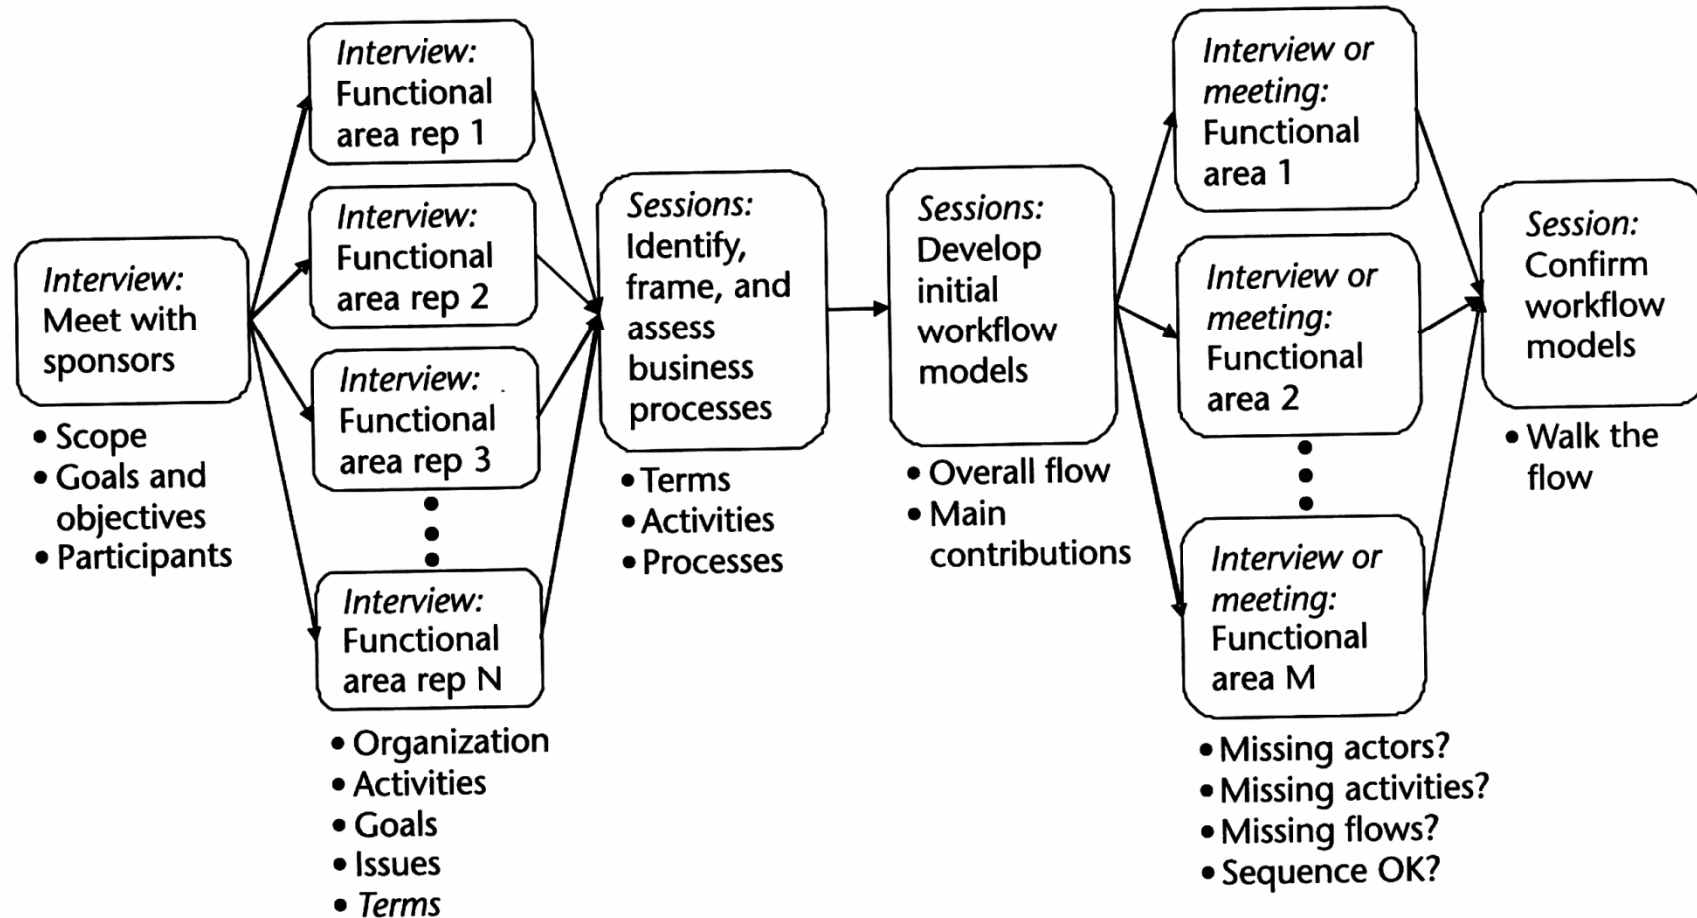 Interview:
Meet with
sponsors
• Scope
• Goals and
objectives
• Participants
Interview:
Functional
area rep 1
Interview:
Functional
area rep 2
Interview:
Functional
area rep 3
Interview:
Functional
area rep N
• Organization
• Activities
• Goals
• Issues
• Terms
Sessions:
Identify,
frame, and
assess
business
processes
• Terms
• Activities
• Processes
Sessions:
Develop
initial
workflow
models
• Overall flow
• Main
contributions
Interview or
meeting:
Functional
area 1
Interview or
meeting:
Functional
area 2
Interview or
meeting:
Functional
area M
• Missing actors?
• Missing activities?
• Missing flows?
• Sequence OK?
Session:
Confirm
workflow
models
• Walk the
flow